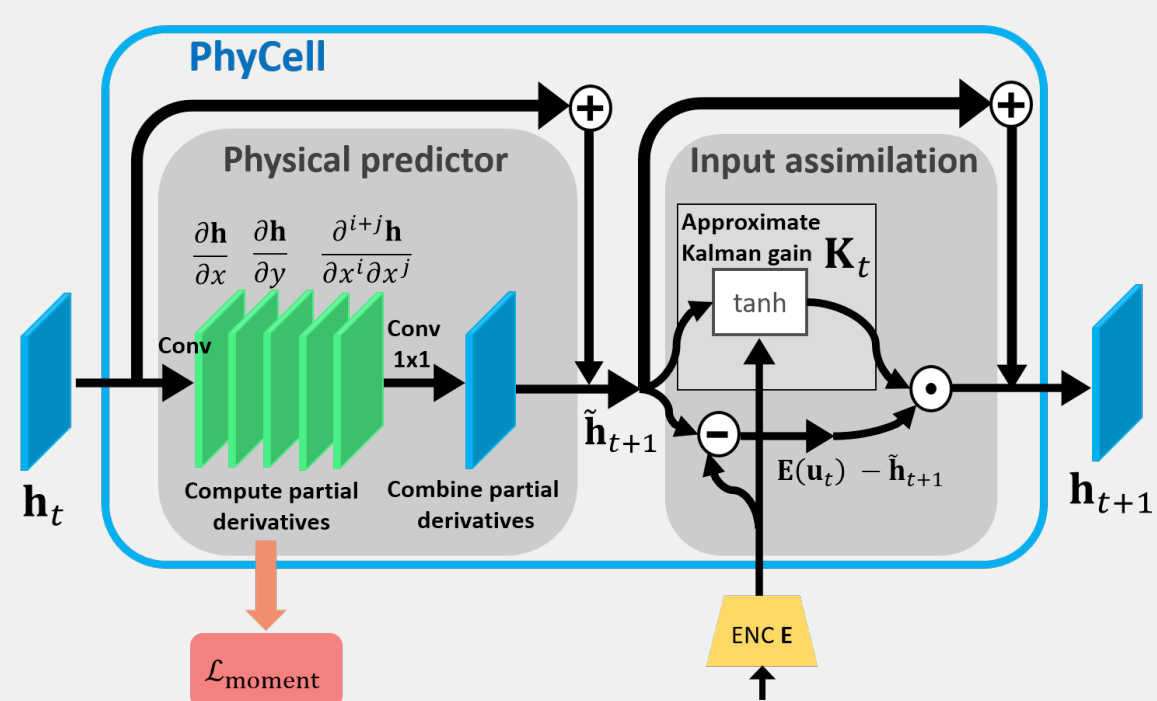 PhyCell
+
+
Physical predictor
Input assimilation
∂h/∂x ∂h/∂y ∂^{i+j}h/∂x^i∂x^j
Approximate
Kalman gain K_t
tanh
Conv
Conv
1x1
h̃_{t+1}
−
E(u_t) − h̃_{t+1}
h_t
h_{t+1}
Compute partial
derivatives
Combine partial
derivatives
ENC E
ℒ_moment